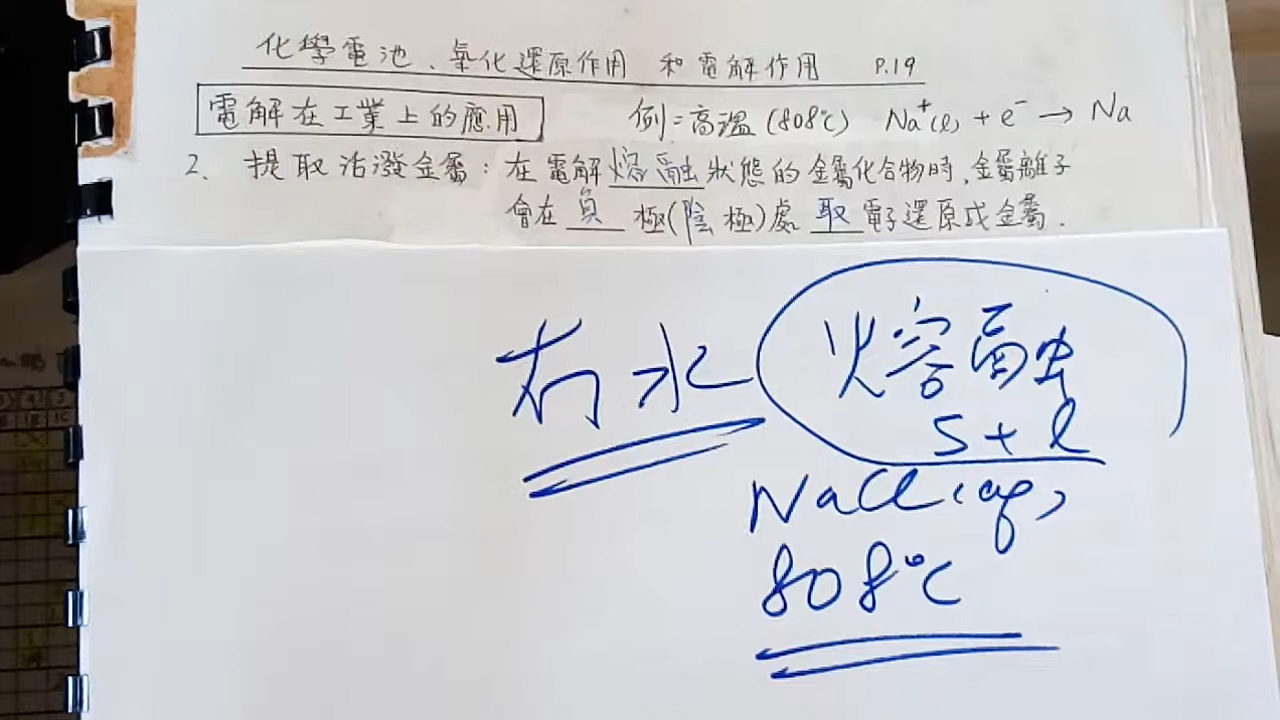 化學電池、氧化還原作用 和電解作用 P.19
電解在工業上的應用
例=高溫(808℃) Na⁺(l) + e⁻ → Na
2. 提取活潑金屬:在電解熔融狀態的金屬化合物時,金屬離子
會在負極(陰極)處取電子還原成金屬.
冇水
熔融
s+l
NaCl(aq)
808℃